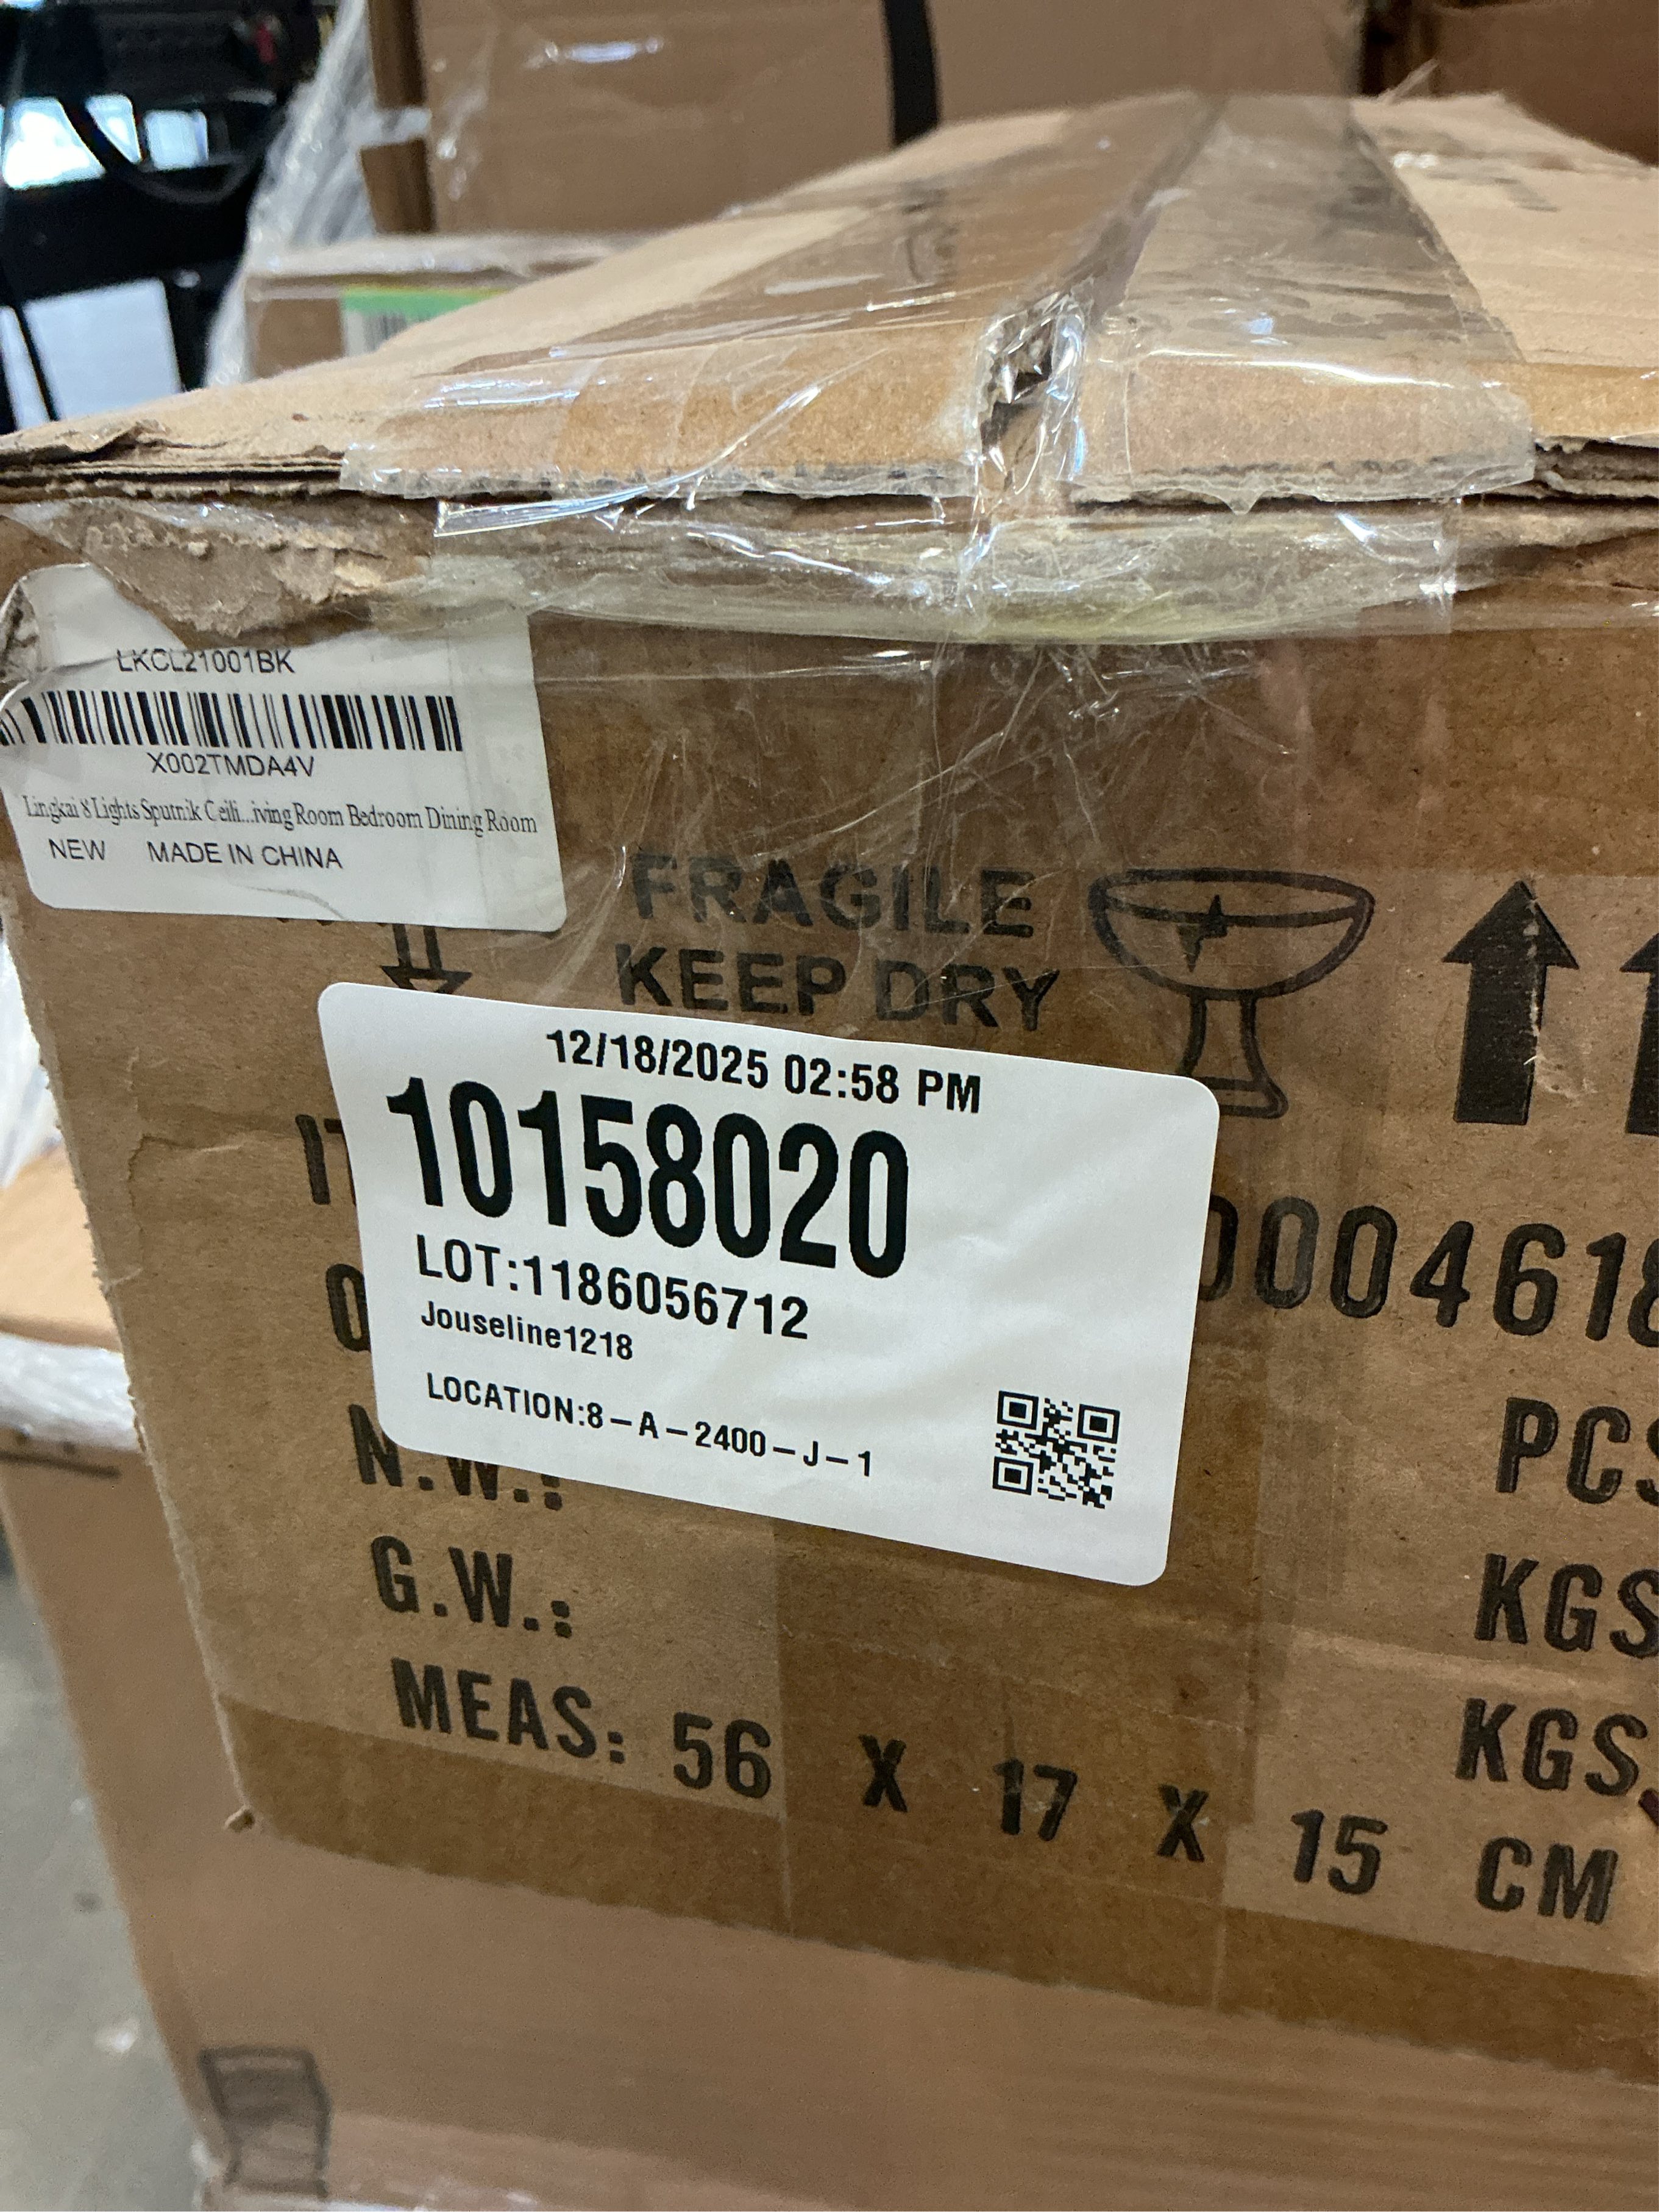 LKCL21001BK
X002TMDA4V
Lingkai 8 Lights Sputnik Ceili...iving Room Bedroom Dining Room
NEW MADE IN CHINA
FRAGILE
KEEP DRY
12/18/2025 02:58 PM
10158020
LOT:1186056712
Jouseline1218
LOCATION:8-A-2400-J-1
000461
PCS
N.W.:
KGS
G.W.:
KGS
MEAS: 56 X 17 X 15 CM